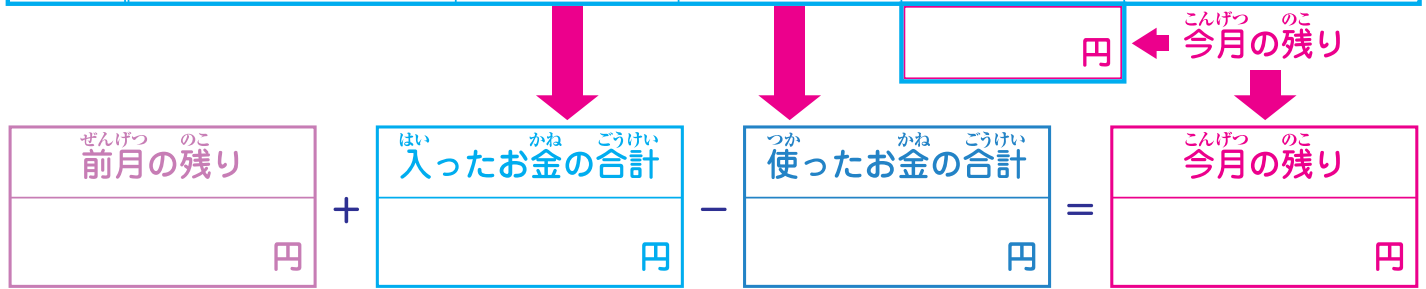 こんげつ のこ
今月の残り
円
ぜんげつ のこ
前月の残り
円
+
はい かね ごうけい
入ったお金の合計
円
−
つか かね ごうけい
使ったお金の合計
円
=
こんげつ のこ
今月の残り
円